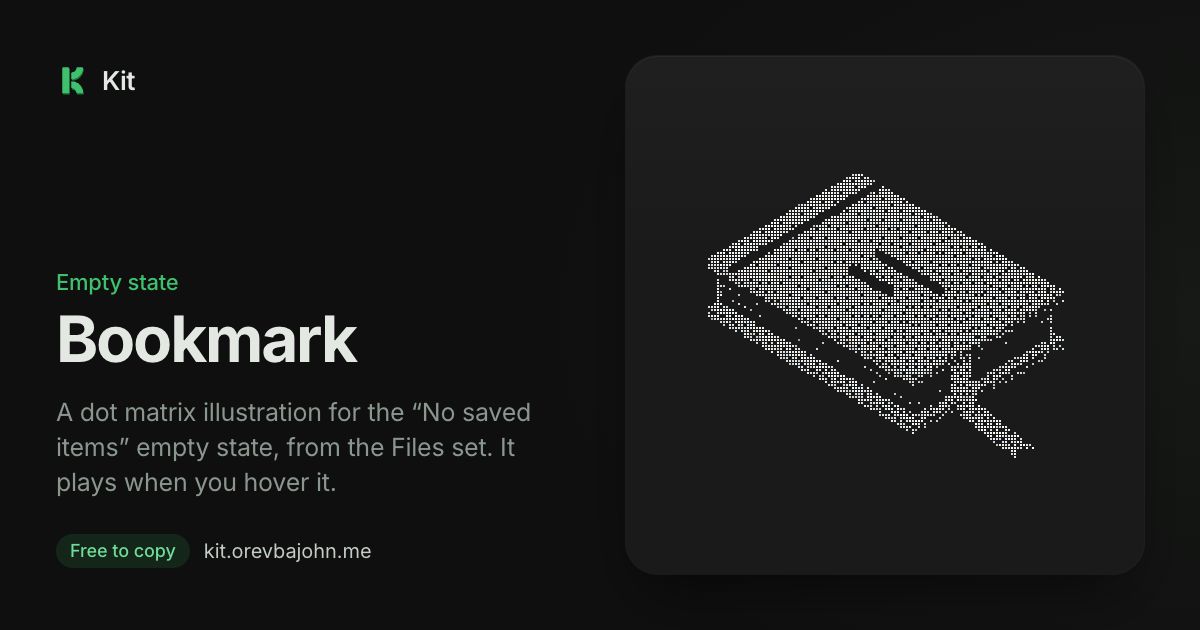 Kit
Empty state
Bookmark
A dot matrix illustration for the “No saved
items” empty state, from the Files set. It
plays when you hover it.
Free to copy
kit.orevbajohn.me